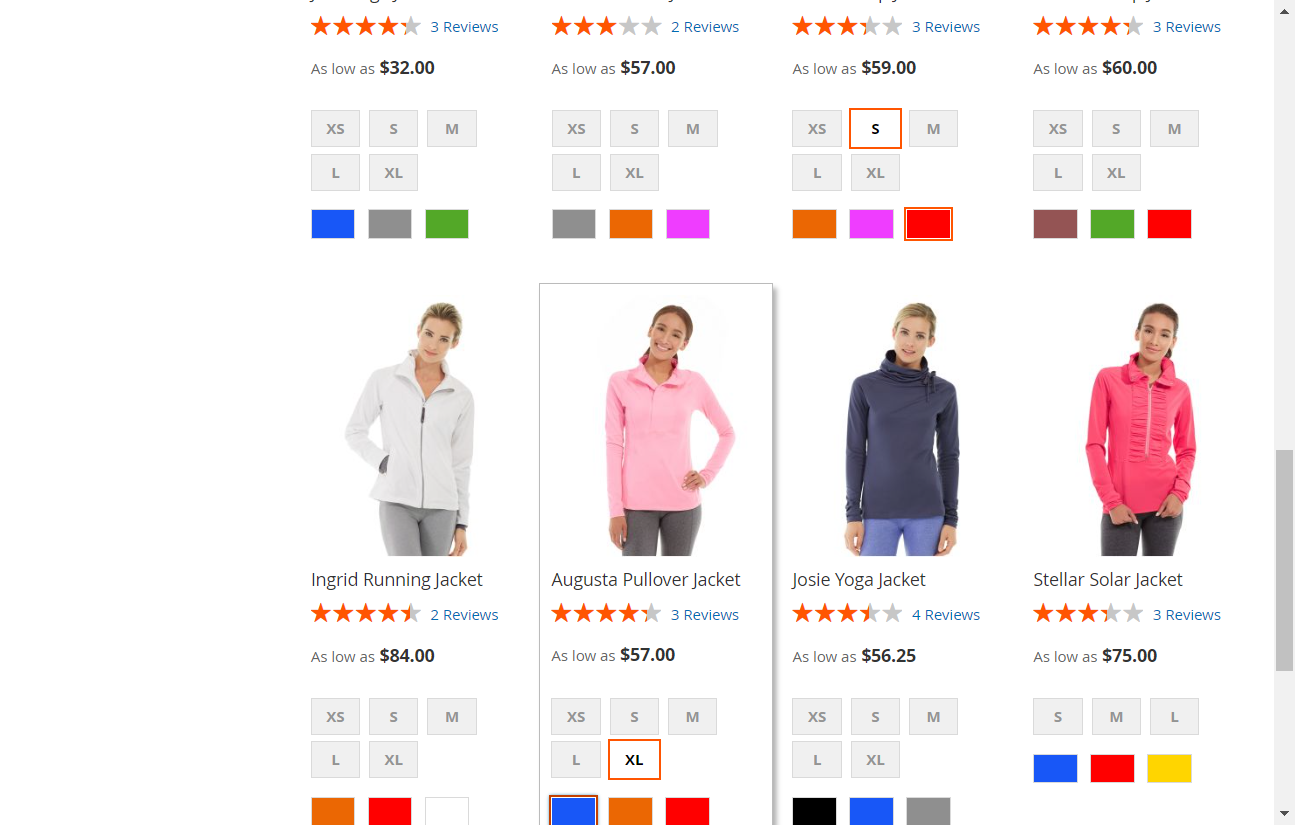 3 Reviews
2 Reviews
3 Reviews
3 Reviews
As low as $32.00
As low as $57.00
As low as $59.00
As low as $60.00
XS S M
XS S M
XS S M
XS S M
L XL
L XL
L XL
L XL
Ingrid Running Jacket
Augusta Pullover Jacket
Josie Yoga Jacket
Stellar Solar Jacket
2 Reviews
3 Reviews
4 Reviews
3 Reviews
As low as $84.00
As low as $57.00
As low as $56.25
As low as $75.00
XS S M
XS S M
XS S M
S M L
L XL
L XL
L XL